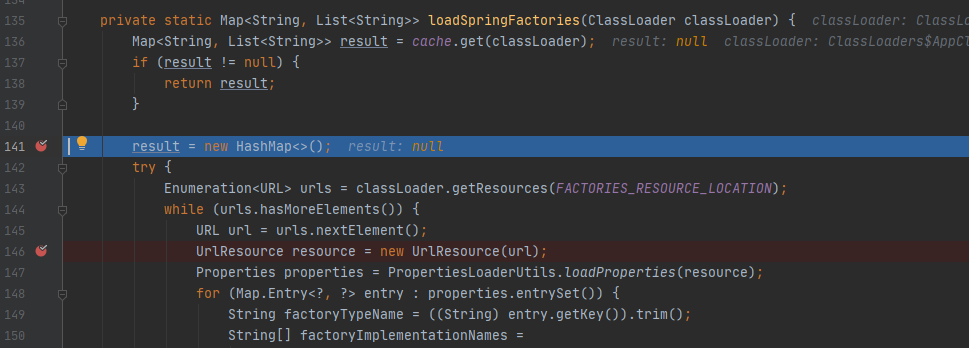 134
135 private static Map<String, List<String>> loadSpringFactories(ClassLoader classLoader) { classLoader: ClassLo
136 Map<String, List<String>> result = cache.get(classLoader); result: null classLoader: ClassLoaders$AppCl
137 if (result != null) {
138 return result;
139 }
140
141 result = new HashMap<>(); result: null
142 try {
143 Enumeration<URL> urls = classLoader.getResources(FACTORIES_RESOURCE_LOCATION);
144 while (urls.hasMoreElements()) {
145 URL url = urls.nextElement();
146 UrlResource resource = new UrlResource(url);
147 Properties properties = PropertiesLoaderUtils.loadProperties(resource);
148 for (Map.Entry<?, ?> entry : properties.entrySet()) {
149 String factoryTypeName = ((String) entry.getKey()).trim();
150 String[] factoryImplementationNames =